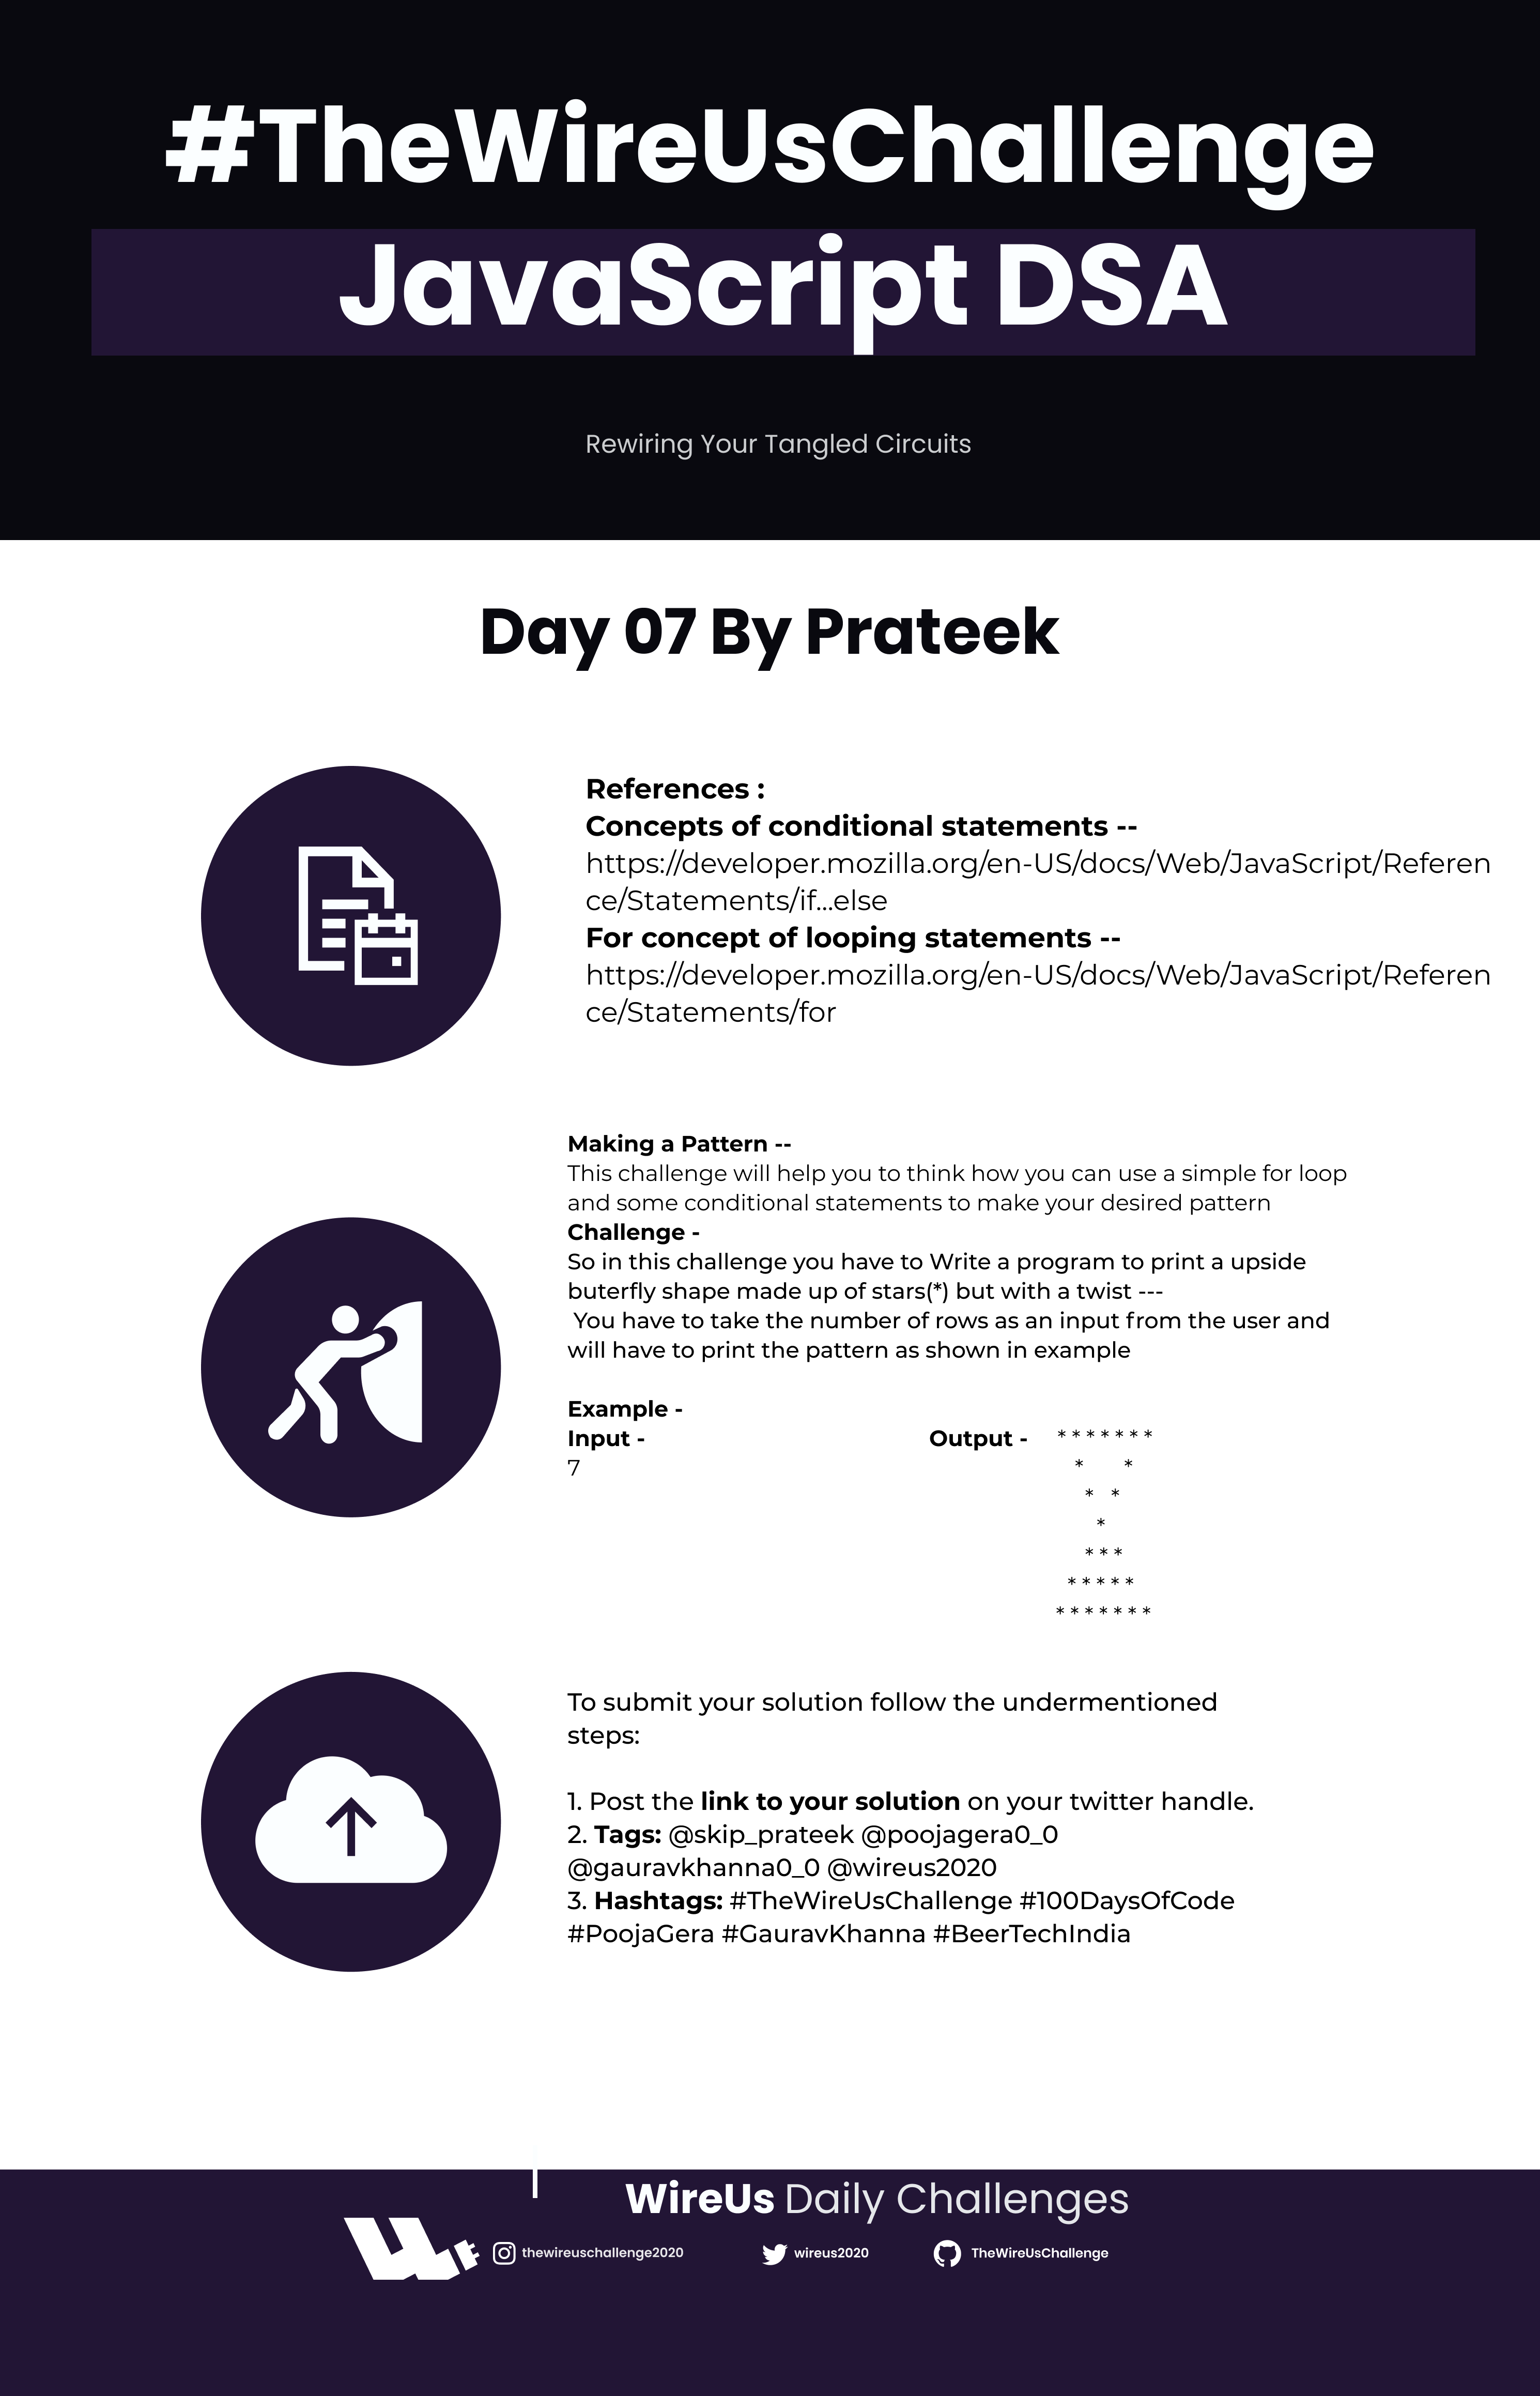 #TheWireUsChallenge
JavaScript DSA
Rewiring Your Tangled Circuits
Day 07 By Prateek
References :
Concepts of conditional statements --
https://developer.mozilla.org/en-US/docs/Web/JavaScript/Referen
ce/Statements/if...else
For concept of looping statements --
https://developer.mozilla.org/en-US/docs/Web/JavaScript/Referen
ce/Statements/for
Making a Pattern --
This challenge will help you to think how you can use a simple for loop
and some conditional statements to make your desired pattern
Challenge -
So in this challenge you have to Write a program to print a upside
buterfly shape made up of stars(*) but with a twist ---
You have to take the number of rows as an input from the user and
will have to print the pattern as shown in example
Example -
Input -
7
Output - * * * * * * *
* *
* *
*
* * *
* * * * *
* * * * * * *
To submit your solution follow the undermentioned
steps:
1. Post the link to your solution on your twitter handle.
2. Tags: @skip_prateek @poojagera0_0
@gauravkhanna0_0 @wireus2020
3. Hashtags: #TheWireUsChallenge #100DaysOfCode
#PoojaGera #GauravKhanna #BeerTechIndia
WireUs Daily Challenges
thewireuschallenge2020 wireus2020 TheWireUsChallenge